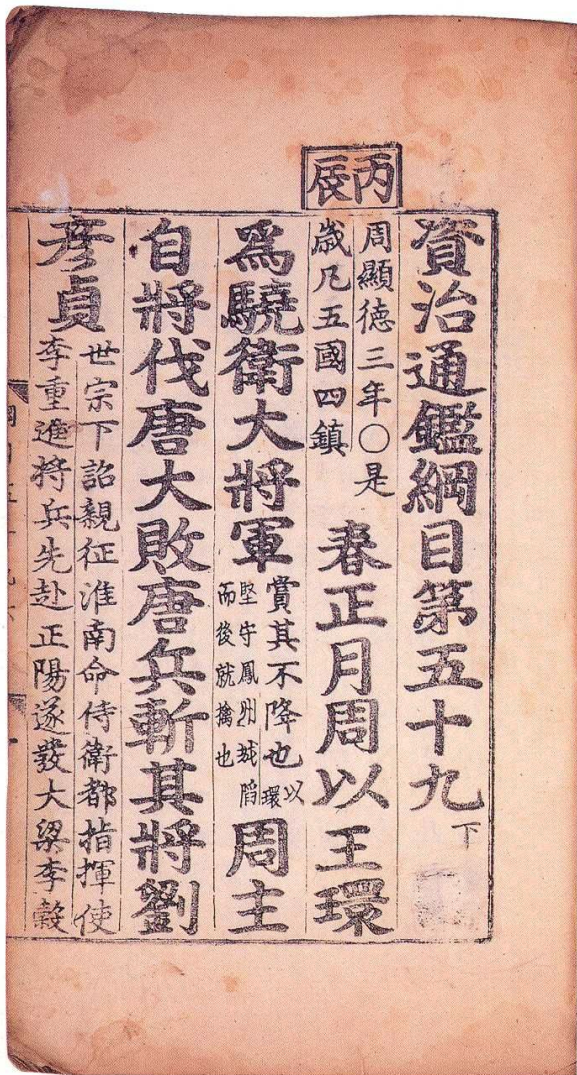 丙辰
資治通鑑綱目第五十九下
周顯德三年○是
歲凡五國四鎮
春正月周以王環
爲驍衛大將軍
賞其不降也
以環
堅守鳳州城陷
而後就擒也
周主
自將伐唐大敗唐兵斬其將劉
彦貞
世宗下詔親征淮南命侍衛都指揮使
李重進将兵先赴正陽遂發大梁李穀